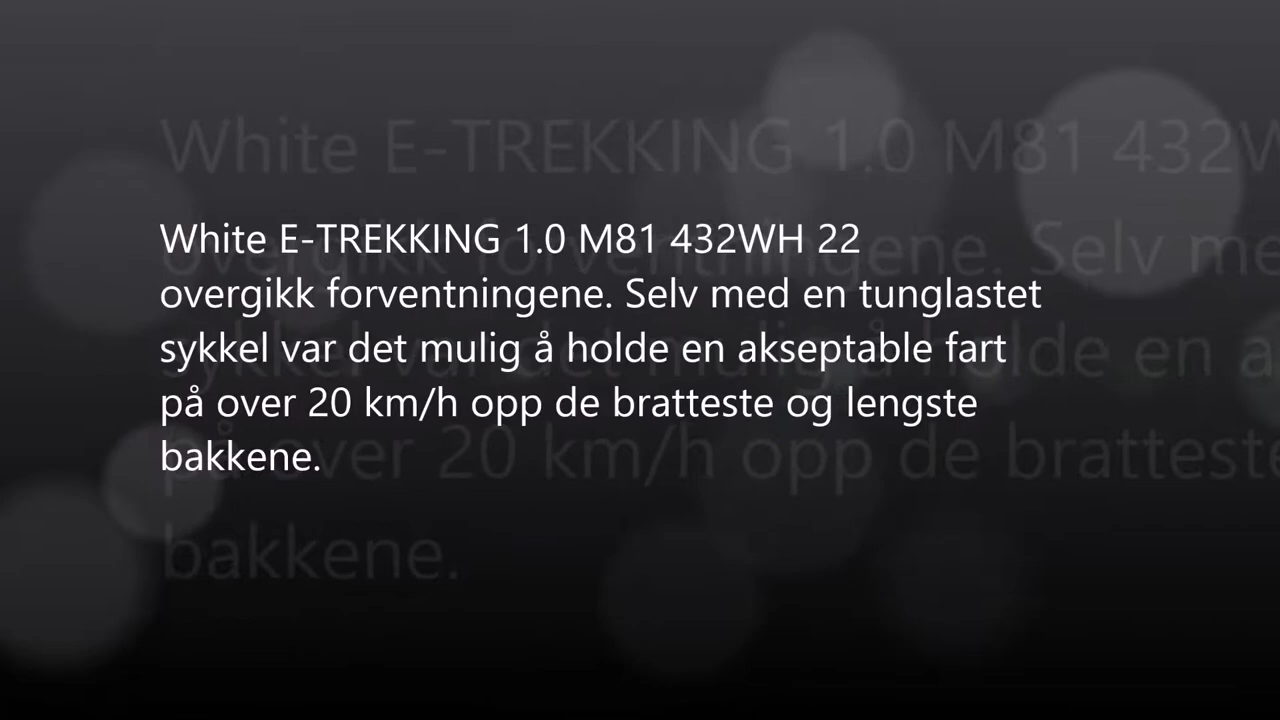 White E-TREKKING 1.0 M81 432WH 22
overgikk forventningene. Selv med en tunglastet
sykkel var det mulig å holde en akseptable fart
på over 20 km/h opp de bratteste og lengste
bakkene.